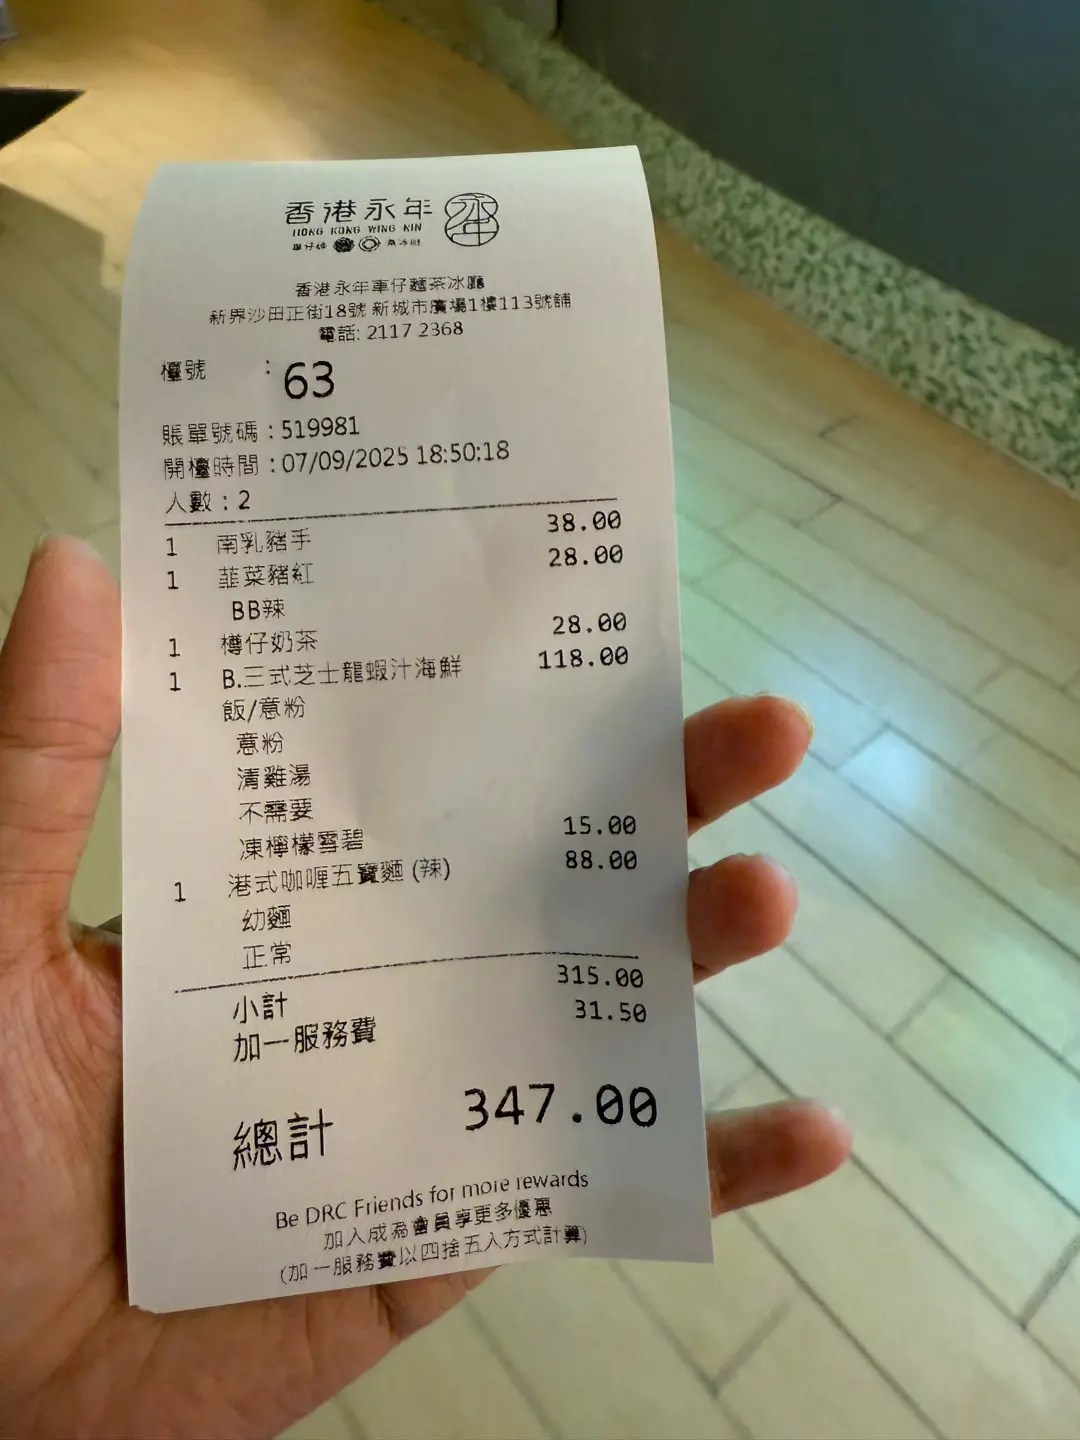 香港永年
HONG KONG WING NIN
車仔麵 茶冰廳
香港永年車仔麵茶冰廳
新界沙田正街18號 新城市廣場1樓113號舖
電話: 2117 2368
檯號 : 63
賬單號碼 : 519981
開檯時間 : 07/09/2025 18:50:18
人數 : 2
1 南乳豬手 38.00
1 韮菜豬紅 28.00
BB辣
1 樽仔奶茶 28.00
1 B.三式芝士龍蝦汁海鮮 118.00
飯/意粉
意粉
清雞湯
不需要
凍檸檬雪碧 15.00
1 港式咖喱五寶麵 (辣) 88.00
幼麵
正常
小計 315.00
加一服務費 31.50
總計 347.00
Be DRC Friends for more rewards
加入成為會員享更多優惠
(加一服務費以四捨五入方式計算)